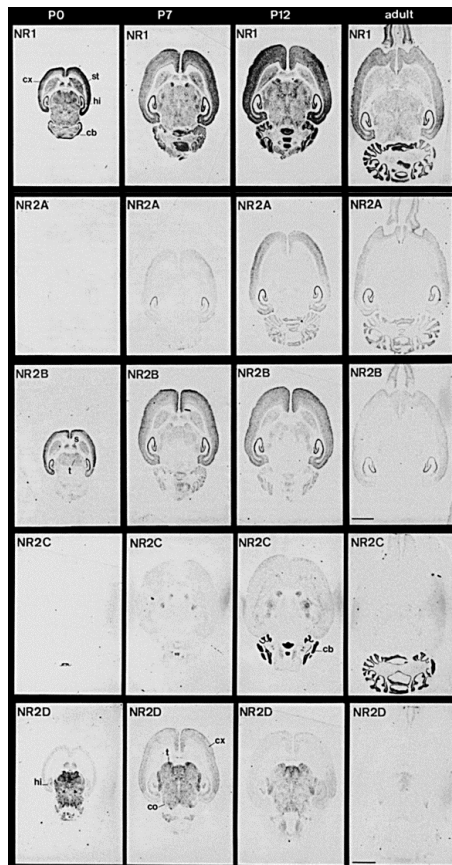 P0 P7 P12 adult
NR1 NR1 NR1 NR1
cx st
hi
cb
NR2A NR2A NR2A NR2A
NR2B NR2B NR2B NR2B
s
t
NR2C NR2C NR2C NR2C
cb
NR2D NR2D NR2D NR2D
cx
t
hi
co